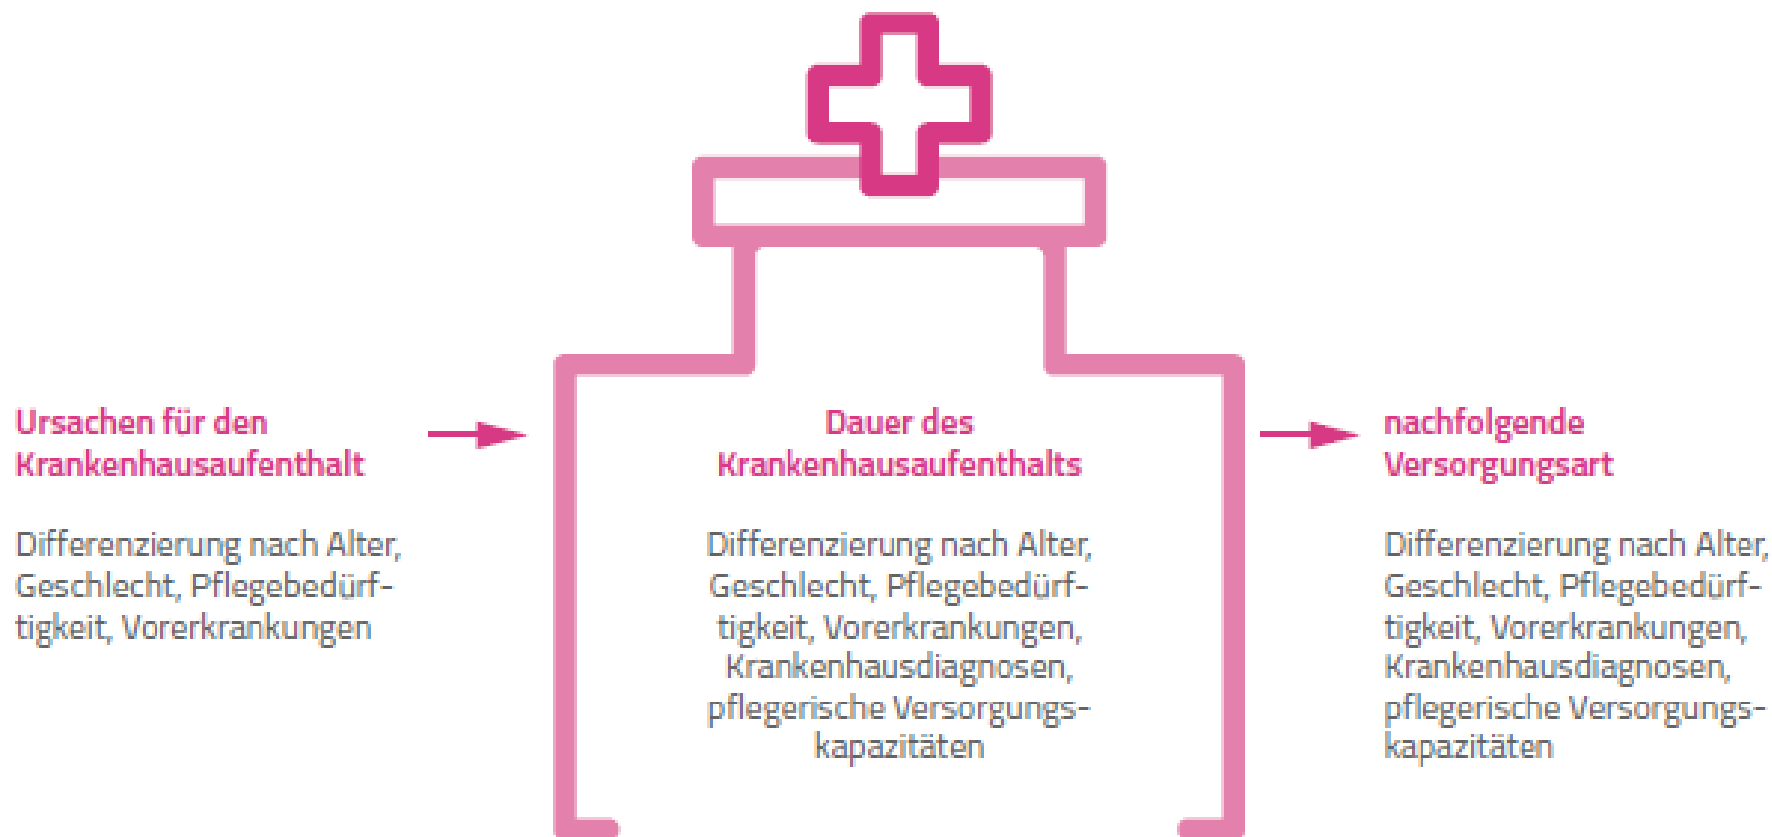 Ursachen für den
Krankenhausaufenthalt
Differenzierung nach Alter,
Geschlecht, Pflegebedürf-
tigkeit, Vorerkrankungen
Dauer des
Krankenhausaufenthalts
Differenzierung nach Alter,
Geschlecht, Pflegebedürf-
tigkeit, Vorerkrankungen,
Krankenhausdiagnosen,
pflegerische Versorgungs-
kapazitäten
nachfolgende
Versorgungsart
Differenzierung nach Alter,
Geschlecht, Pflegebedürf-
tigkeit, Vorerkrankungen,
Krankenhausdiagnosen,
pflegerische Versorgungs-
kapazitäten